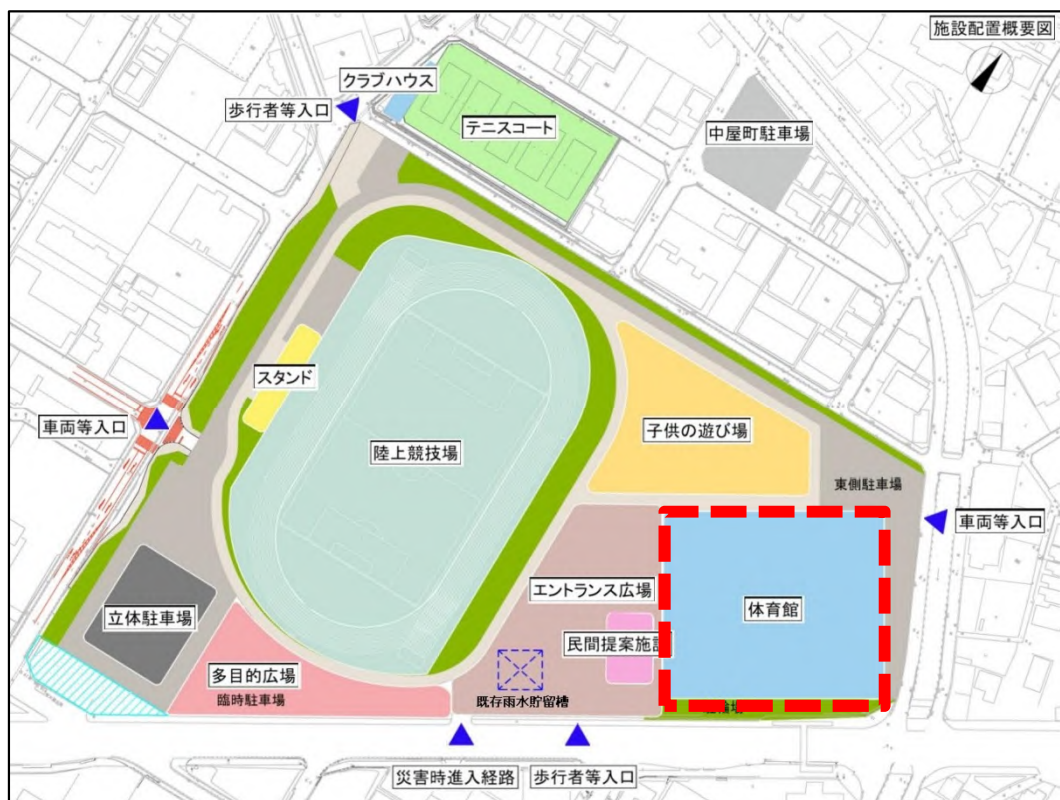 施設配置概要図
クラブハウス
歩行者等入口
テニスコート
中屋町駐車場
スタンド
車両等入口
陸上競技場
子供の遊び場
東側駐車場
車両等入口
エントランス広場
体育館
立体駐車場
民間提案施設
多目的広場
臨時駐車場
既存雨水貯留槽
災害時進入経路
歩行者等入口